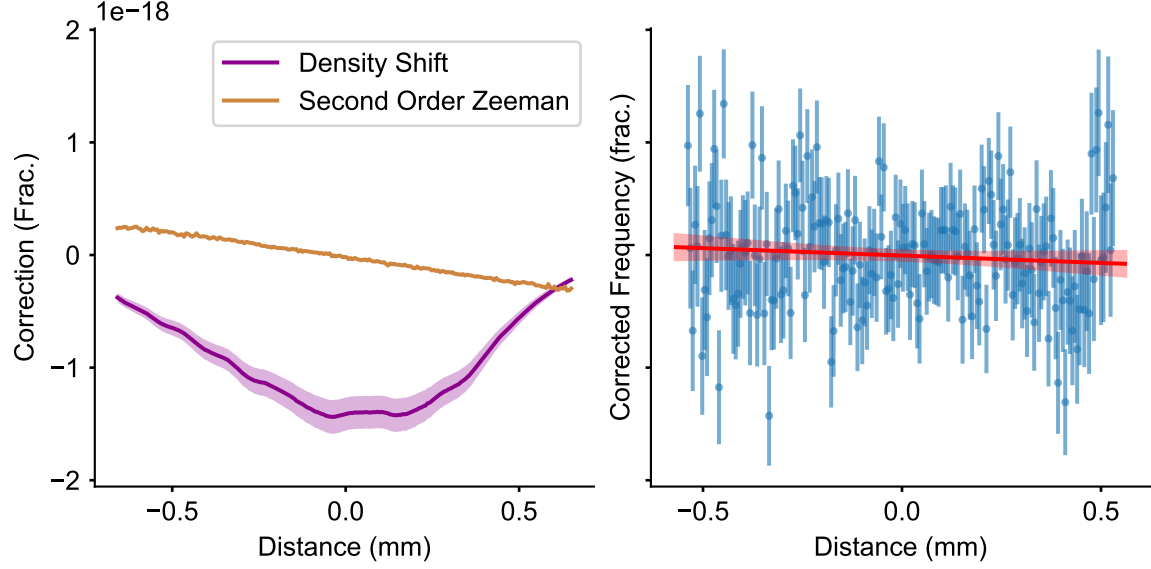 1e−18
2
1
0
−1
−2
Correction (Frac.)
Density Shift
Second Order Zeeman
−0.5
0.0
0.5
Distance (mm)
Corrected Frequency (frac.)
−0.5
0.0
0.5
Distance (mm)